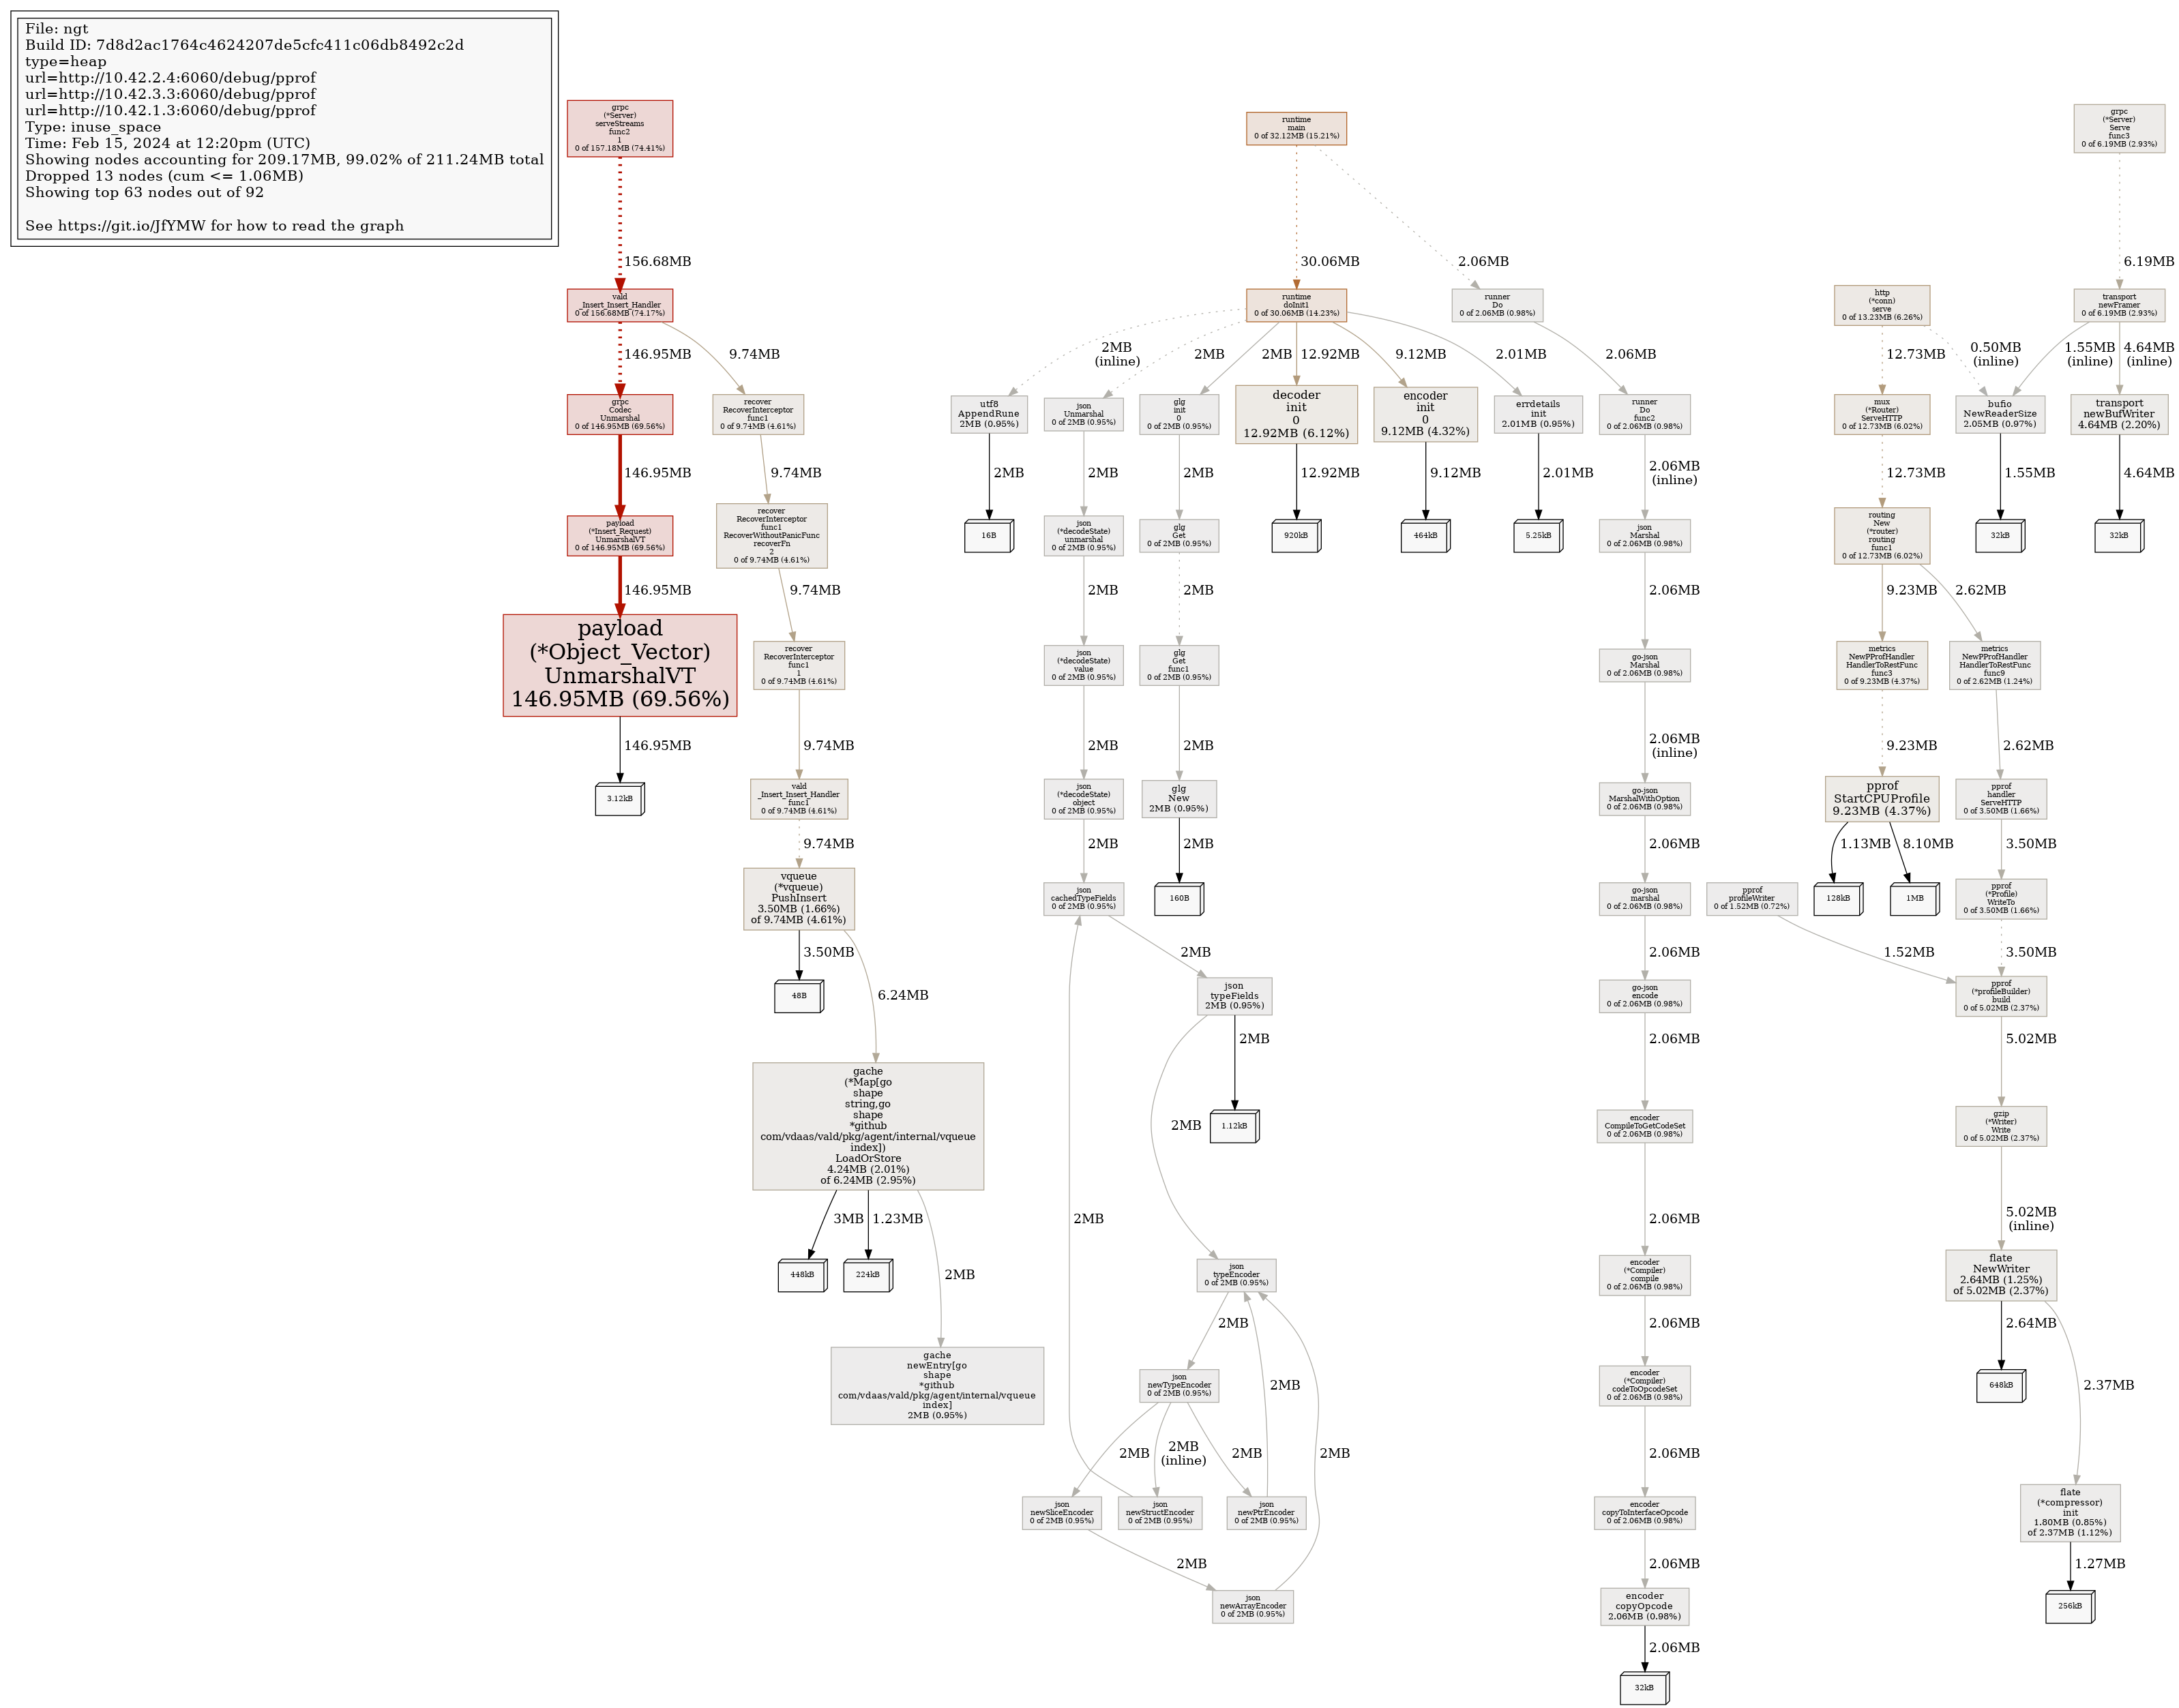 File: ngt
Build ID: 7d8d2ac1764c4624207de5cfc411c06db8492c2d
type=heap
url=http://10.42.2.4:6060/debug/pprof
url=http://10.42.3.3:6060/debug/pprof
url=http://10.42.1.3:6060/debug/pprof
Type: inuse_space
Time: Feb 15, 2024 at 12:20pm (UTC)
Showing nodes accounting for 209.17MB, 99.02% of 211.24MB total
Dropped 13 nodes (cum <= 1.06MB)
Showing top 63 nodes out of 92
See https://git.io/JfYMW for how to read the graph
grpc
(*Server)
serveStreams
func2
1
0 of 157.18MB (74.41%)
156.68MB
vald
_Insert_Insert_Handler
0 of 156.68MB (74.17%)
146.95MB
9.74MB
grpc
Codec
Unmarshal
0 of 146.95MB (69.56%)
146.95MB
payload
(*Insert_Request)
UnmarshalVT
0 of 146.95MB (69.56%)
146.95MB
payload
(*Object_Vector)
UnmarshalVT
146.95MB (69.56%)
146.95MB
3.12kB
recover
RecoverInterceptor
func1
0 of 9.74MB (4.61%)
9.74MB
recover
RecoverInterceptor
func1
RecoverWithoutPanicFunc
recoverFn
2
0 of 9.74MB (4.61%)
9.74MB
recover
RecoverInterceptor
func1
1
0 of 9.74MB (4.61%)
9.74MB
vald
_Insert_Insert_Handler
func1
0 of 9.74MB (4.61%)
9.74MB
vqueue
(*vqueue)
PushInsert
3.50MB (1.66%)
of 9.74MB (4.61%)
3.50MB
48B
6.24MB
gache
(*Map[go
shape
string,go
shape
*github
com/vdaas/vald/pkg/agent/internal/vqueue
index])
LoadOrStore
4.24MB (2.01%)
of 6.24MB (2.95%)
3MB
448kB
1.23MB
224kB
2MB
gache
newEntry[go
shape
*github
com/vdaas/vald/pkg/agent/internal/vqueue
index]
2MB (0.95%)
runtime
main
0 of 32.12MB (15.21%)
30.06MB
2.06MB
runtime
doInit1
0 of 30.06MB (14.23%)
2MB
(inline)
2MB
2MB
12.92MB
9.12MB
2.01MB
utf8
AppendRune
2MB (0.95%)
2MB
16B
json
Unmarshal
0 of 2MB (0.95%)
2MB
json
(*decodeState)
unmarshal
0 of 2MB (0.95%)
2MB
json
(*decodeState)
value
0 of 2MB (0.95%)
2MB
json
(*decodeState)
object
0 of 2MB (0.95%)
2MB
json
cachedTypeFields
0 of 2MB (0.95%)
2MB
json
typeFields
2MB (0.95%)
2MB
1.12kB
2MB
json
typeEncoder
0 of 2MB (0.95%)
2MB
json
newTypeEncoder
0 of 2MB (0.95%)
2MB
2MB
(inline)
2MB
json
newSliceEncoder
0 of 2MB (0.95%)
json
newStructEncoder
0 of 2MB (0.95%)
json
newPtrEncoder
0 of 2MB (0.95%)
2MB
2MB
2MB
2MB
json
newArrayEncoder
0 of 2MB (0.95%)
glg
init
0
0 of 2MB (0.95%)
2MB
glg
Get
0 of 2MB (0.95%)
2MB
glg
Get
func1
0 of 2MB (0.95%)
2MB
glg
New
2MB (0.95%)
2MB
160B
decoder
init
0
12.92MB (6.12%)
12.92MB
920kB
encoder
init
0
9.12MB (4.32%)
9.12MB
464kB
errdetails
init
2.01MB (0.95%)
2.01MB
5.25kB
runner
Do
0 of 2.06MB (0.98%)
2.06MB
runner
Do
func2
0 of 2.06MB (0.98%)
2.06MB
(inline)
json
Marshal
0 of 2.06MB (0.98%)
2.06MB
go-json
Marshal
0 of 2.06MB (0.98%)
2.06MB
(inline)
go-json
MarshalWithOption
0 of 2.06MB (0.98%)
2.06MB
go-json
marshal
0 of 2.06MB (0.98%)
2.06MB
go-json
encode
0 of 2.06MB (0.98%)
2.06MB
encoder
CompileToGetCodeSet
0 of 2.06MB (0.98%)
2.06MB
encoder
(*Compiler)
compile
0 of 2.06MB (0.98%)
2.06MB
encoder
(*Compiler)
codeToOpcodeSet
0 of 2.06MB (0.98%)
2.06MB
encoder
copyToInterfaceOpcode
0 of 2.06MB (0.98%)
2.06MB
encoder
copyOpcode
2.06MB (0.98%)
2.06MB
32kB
http
(*conn)
serve
0 of 13.23MB (6.26%)
12.73MB
0.50MB
(inline)
mux
(*Router)
ServeHTTP
0 of 12.73MB (6.02%)
12.73MB
routing
New
(*router)
routing
func1
0 of 12.73MB (6.02%)
9.23MB
2.62MB
metrics
NewPProfHandler
HandlerToRestFunc
func3
0 of 9.23MB (4.37%)
9.23MB
pprof
StartCPUProfile
9.23MB (4.37%)
1.13MB
128kB
8.10MB
1MB
metrics
NewPProfHandler
HandlerToRestFunc
func9
0 of 2.62MB (1.24%)
2.62MB
pprof
handler
ServeHTTP
0 of 3.50MB (1.66%)
3.50MB
pprof
(*Profile)
WriteTo
0 of 3.50MB (1.66%)
3.50MB
pprof
profileWriter
0 of 1.52MB (0.72%)
1.52MB
pprof
(*profileBuilder)
build
0 of 5.02MB (2.37%)
5.02MB
gzip
(*Writer)
Write
0 of 5.02MB (2.37%)
5.02MB
(inline)
flate
NewWriter
2.64MB (1.25%)
of 5.02MB (2.37%)
2.64MB
648kB
2.37MB
flate
(*compressor)
init
1.80MB (0.85%)
of 2.37MB (1.12%)
1.27MB
256kB
grpc
(*Server)
Serve
func3
0 of 6.19MB (2.93%)
6.19MB
transport
newFramer
0 of 6.19MB (2.93%)
1.55MB
(inline)
4.64MB
(inline)
bufio
NewReaderSize
2.05MB (0.97%)
1.55MB
32kB
transport
newBufWriter
4.64MB (2.20%)
4.64MB
32kB